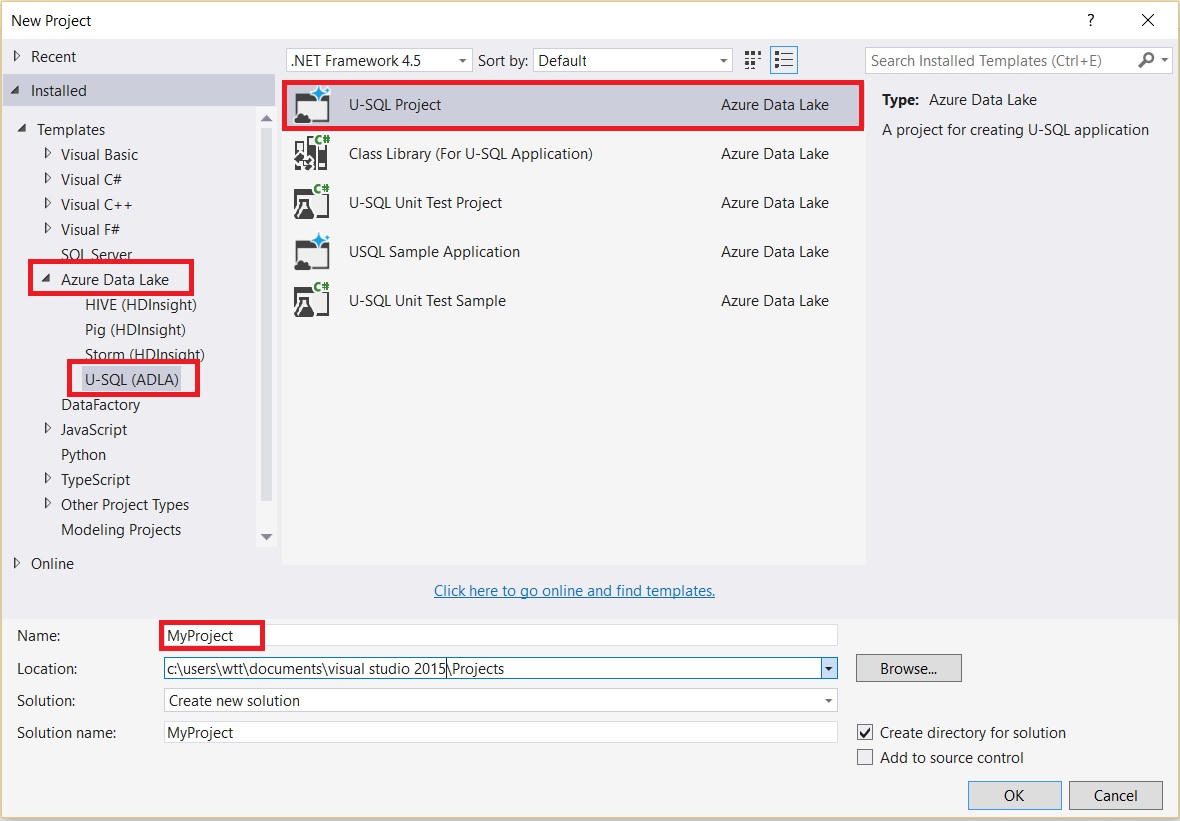 New Project
?
Recent
Installed
Templates
Visual Basic
Visual C#
Visual C++
Visual F#
SQL Server
Azure Data Lake
HIVE (HDInsight)
Pig (HDInsight)
Storm (HDInsight)
U-SQL (ADLA)
DataFactory
JavaScript
Python
TypeScript
Other Project Types
Modeling Projects
Online
.NET Framework 4.5 Sort by: Default
U-SQL Project Azure Data Lake
C#
Class Library (For U-SQL Application) Azure Data Lake
C#
U-SQL Unit Test Project Azure Data Lake
USQL Sample Application Azure Data Lake
C#
U-SQL Unit Test Sample Azure Data Lake
Search Installed Templates (Ctrl+E)
Type: Azure Data Lake
A project for creating U-SQL application
Click here to go online and find templates.
Name: MyProject
Location: c:\users\wtt\documents\visual studio 2015\Projects Browse...
Solution: Create new solution
Solution name: MyProject
Create directory for solution
Add to source control
OK Cancel